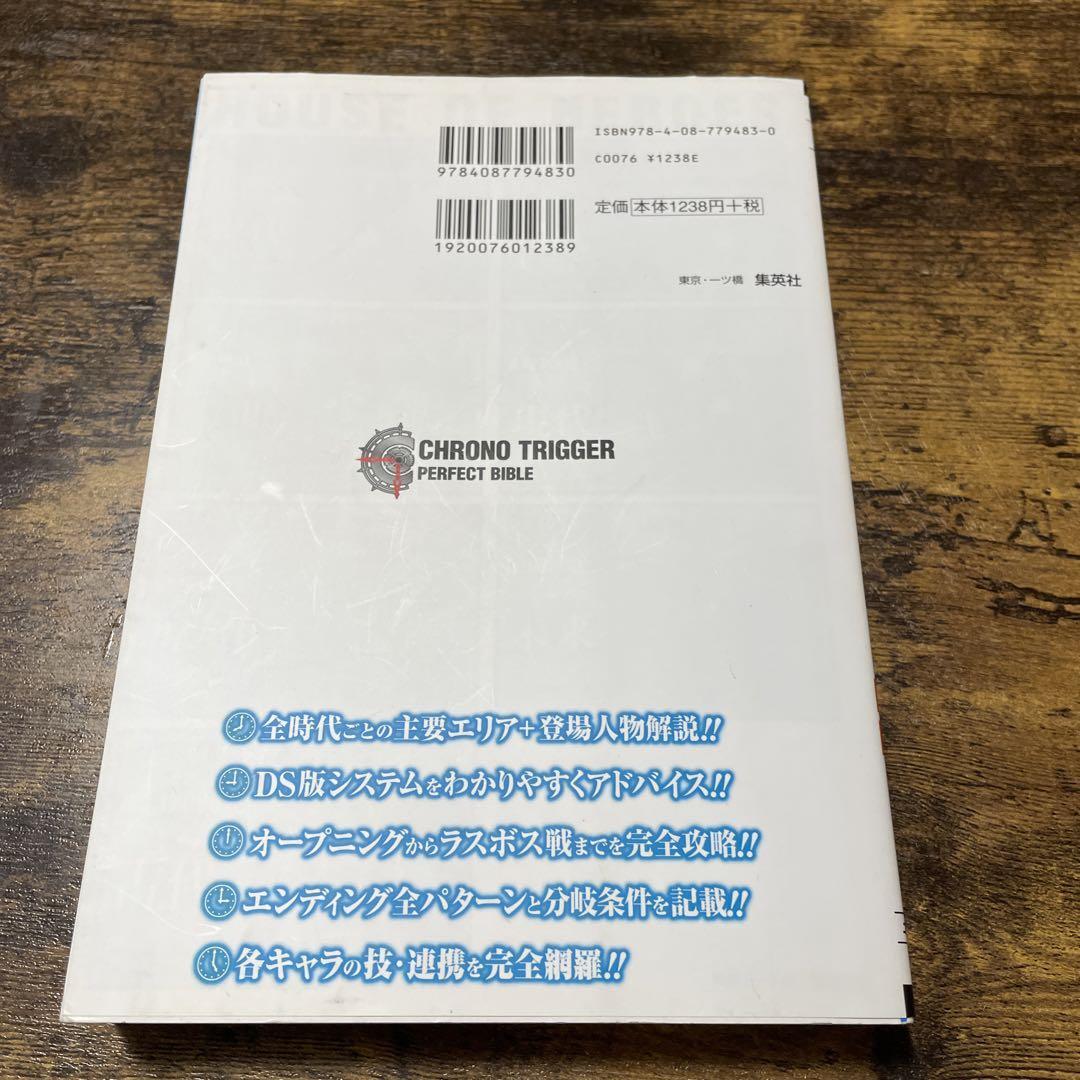 ISBN978-4-08-779483-0
C0076 ¥1238E
9784087794830
定価 本体1238円+税
1920076012389
東京・一ツ橋 集英社
CHRONO TRIGGER
PERFECT BIBLE
全時代ごとの主要エリア+登場人物解説!!
DS版システムをわかりやすくアドバイス!!
オープニングからラスボス戦までを完全攻略!!
エンディング全パターンと分岐条件を記載!!
各キャラの技・連携を完全網羅!!